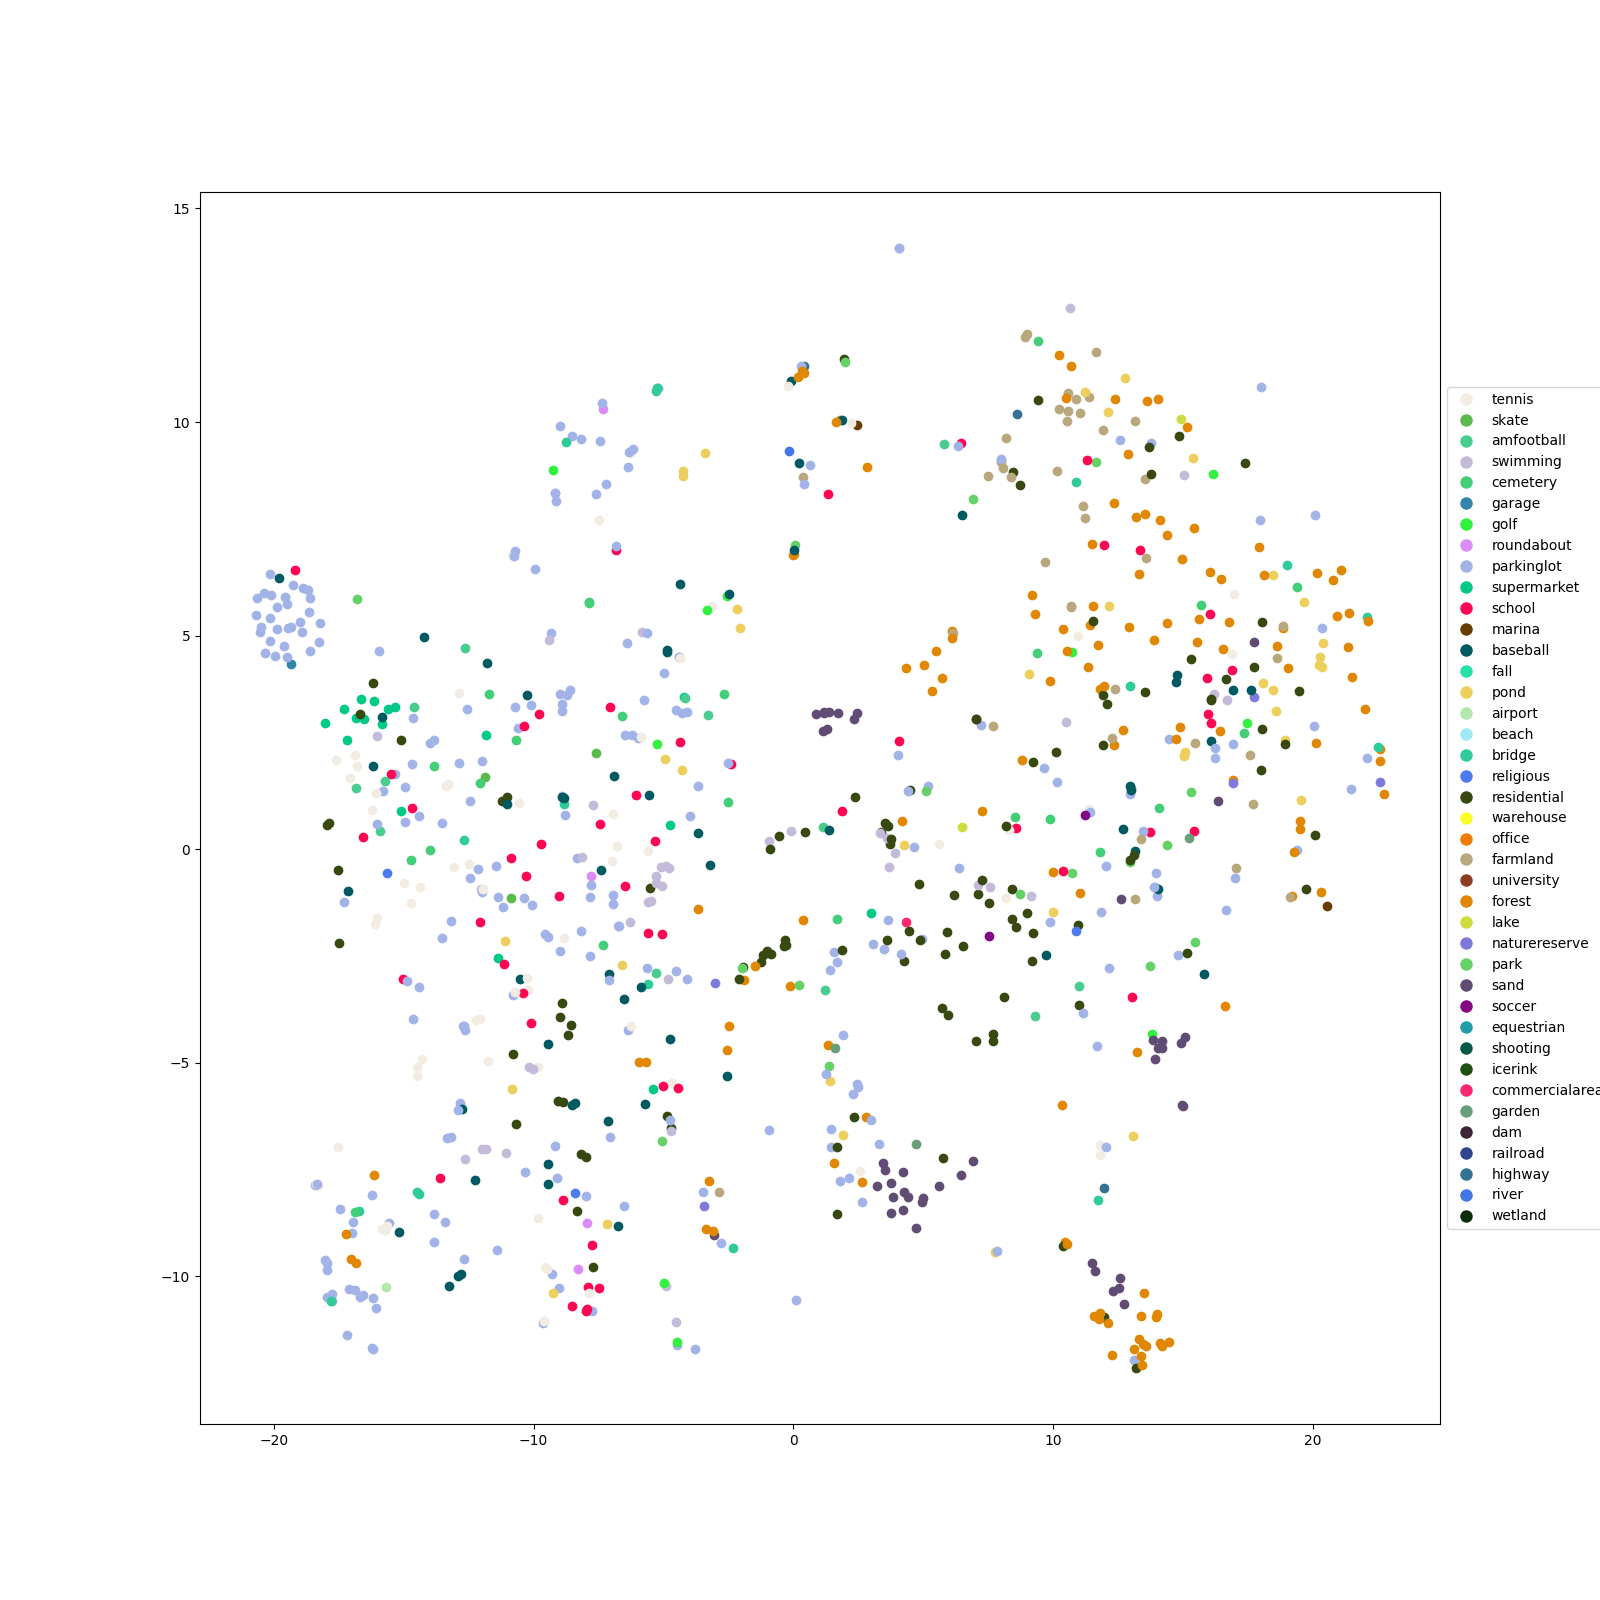 15
10
5
0
−5
−10
−20
−10
0
10
20
tennis
skate
amfootball
swimming
cemetery
garage
golf
roundabout
parkinglot
supermarket
school
marina
baseball
fall
pond
airport
beach
bridge
religious
residential
warehouse
office
farmland
university
forest
lake
naturereserve
park
sand
soccer
equestrian
shooting
icerink
commercialarea
garden
dam
railroad
highway
river
wetland